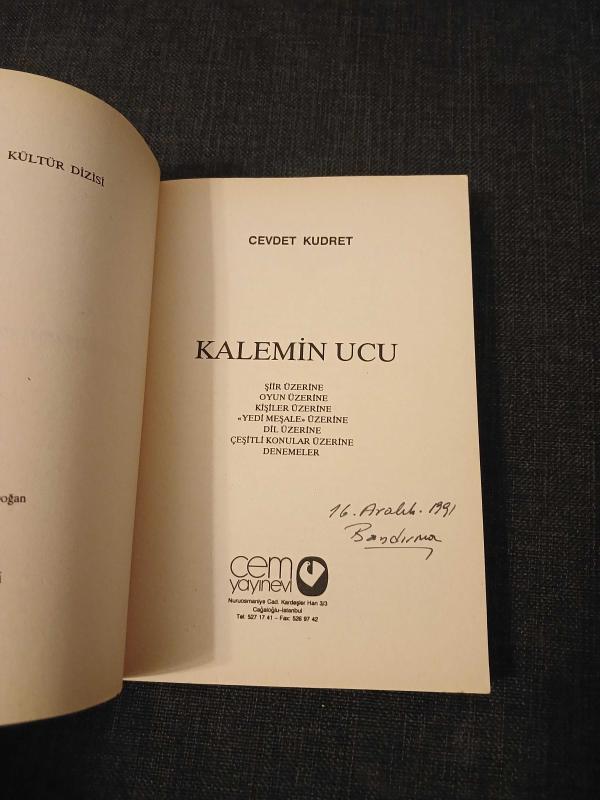 KÜLTÜR DİZİSİ
oğan
CEVDET KUDRET
KALEMİN UCU
ŞİİR ÜZERİNE
OYUN ÜZERİNE
KİŞİLER ÜZERİNE
«YEDİ MEŞALE» ÜZERİNE
DİL ÜZERİNE
ÇEŞİTLİ KONULAR ÜZERİNE
DENEMELER
16. Aralık. 1991
Bandırma
cem
yayınevi
Nuruosmaniye Cad. Kardeşler Han 3/3
Cağaloğlu-İstanbul
Tel: 527 17 41 - Fax: 526 97 42